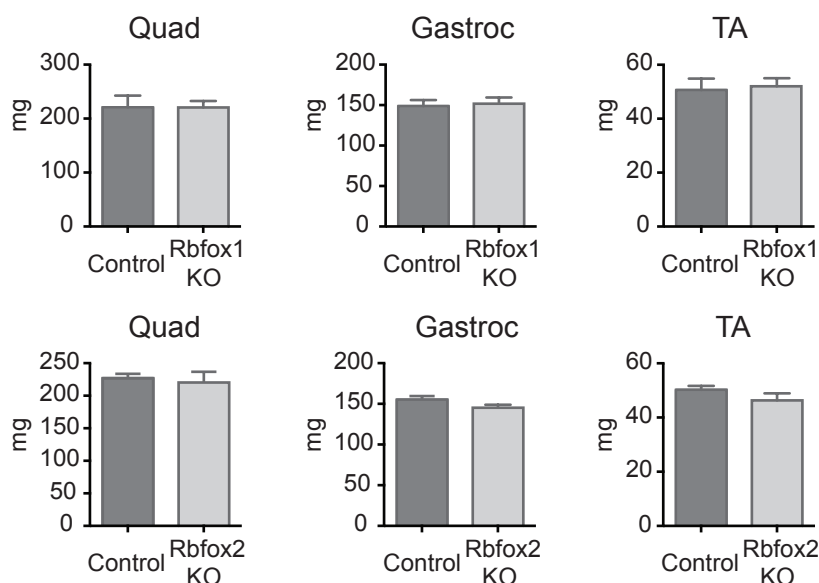 Quad
300
200
100
0
mg
Control
Rbfox1
KO
Gastroc
200
150
100
50
0
mg
Control
Rbfox1
KO
TA
60
40
20
0
mg
Control
Rbfox1
KO
Quad
250
200
150
100
50
0
mg
Control
Rbfox2
KO
Gastroc
200
150
100
50
0
mg
Control
Rbfox2
KO
TA
60
40
20
0
mg
Control
Rbfox2
KO